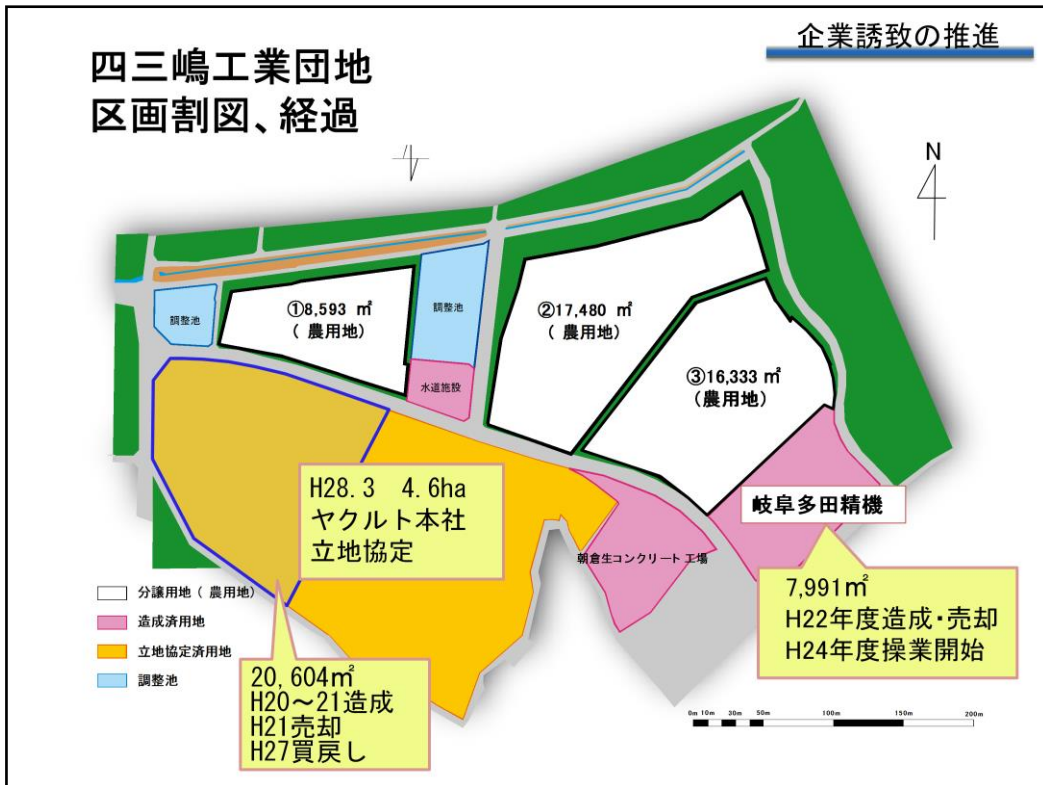 企業誘致の推進
四三嶋工業団地
区画割図、経過
N
①8,593 ㎡
( 農用地)
調整池
調整池
水道施設
②17,480 ㎡
( 農用地)
③16,333 ㎡
(農用地)
H28.3 4.6ha
ヤクルト本社
立地協定
岐阜多田精機
朝倉生コンクリート工場
7,991㎡
H22年度造成・売却
H24年度操業開始
分譲用地 ( 農用地)
造成済用地
立地協定済用地
調整池
20,604㎡
H20～21造成
H21売却
H27買戻し
0m 10m 30m 50m 100m 150m 200m